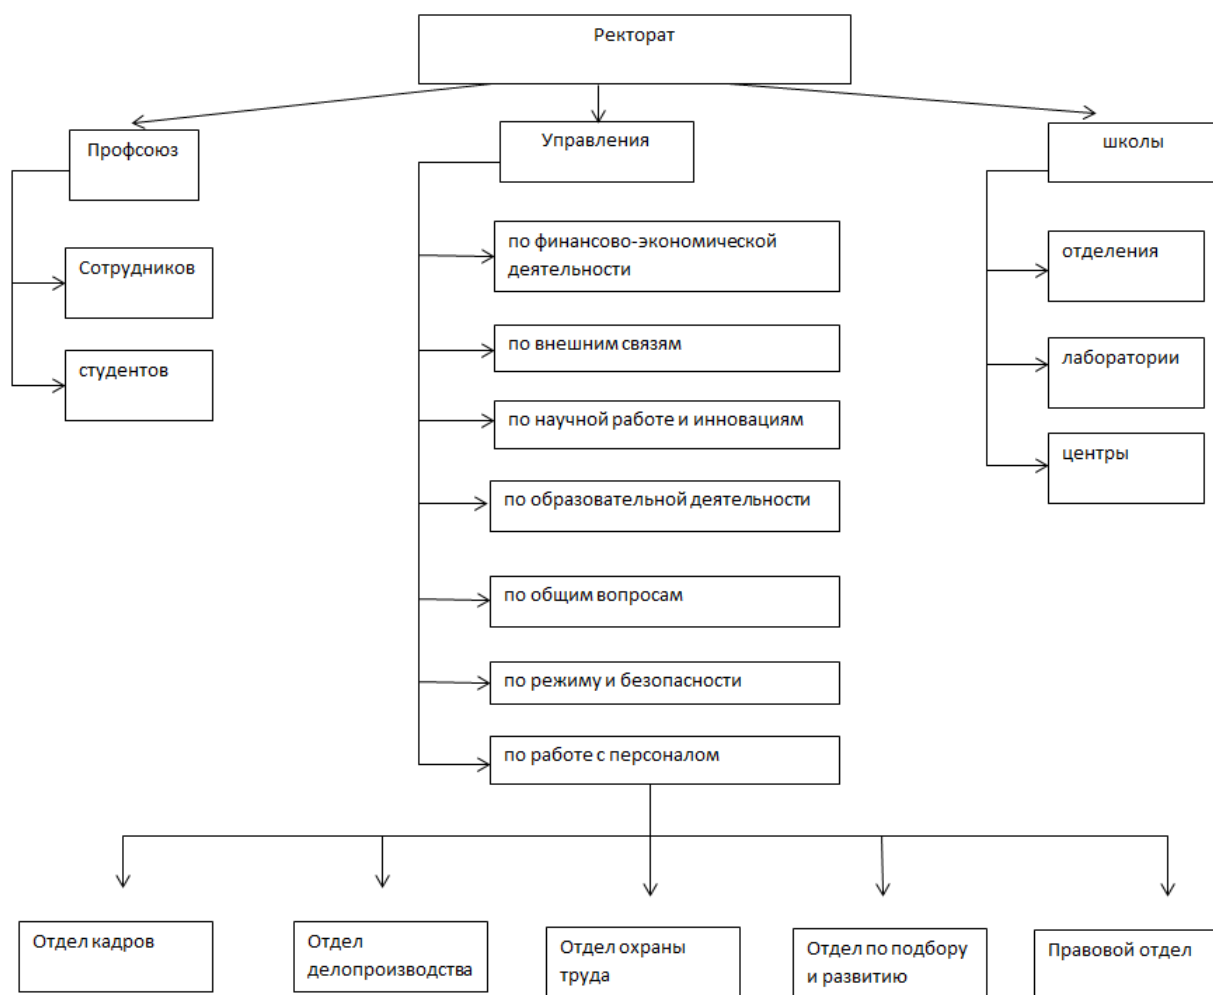 Ректорат
Профсоюз
Управления
школы
Сотрудников
студентов
по финансово-экономической
деятельности
по внешним связям
по научной работе и инновациям
по образовательной деятельности
по общим вопросам
по режиму и безопасности
по работе с персоналом
отделения
лаборатории
центры
Отдел кадров
Отдел
делопроизводства
Отдел охраны
труда
Отдел по подбору
и развитию
Правовой отдел